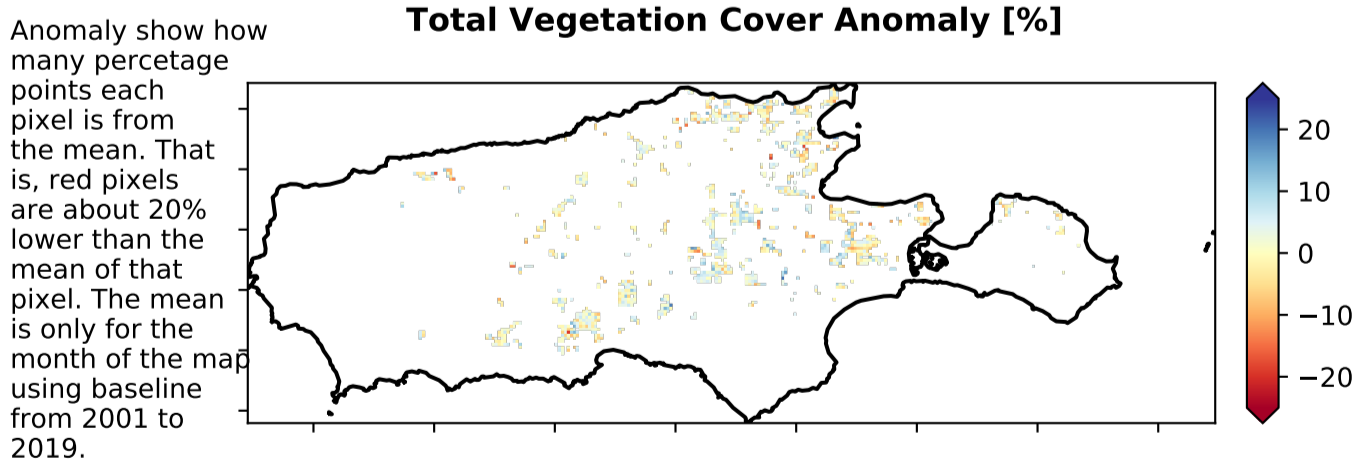 Total Vegetation Cover Anomaly [%]
Anomaly show how
many percetage
points each
pixel is from
the mean. That
is, red pixels
are about 20%
lower than the
mean of that
pixel. The mean
is only for the
month of the map
using baseline
from 2001 to
2019.
20
10
0
−10
−20